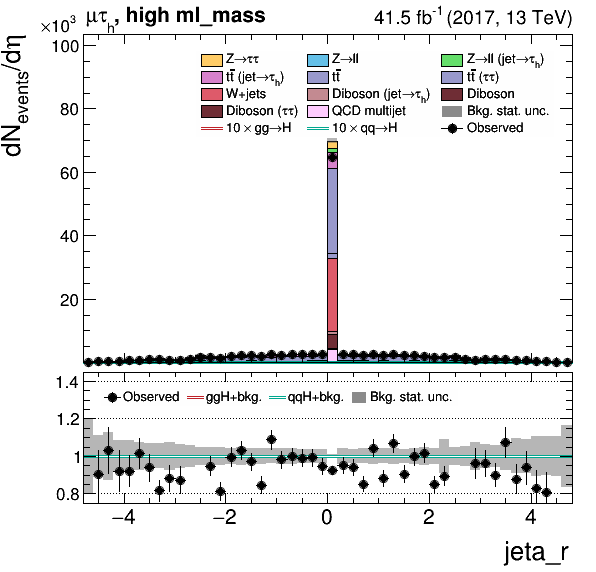 ×10³ μτₕ, high ml_mass 41.5 fb⁻¹ (2017, 13 TeV)
dN_events/dη
100
80
60
40
20
Z→ττ Z→ll Z→ll (jet→τₕ)
tt̄ (jet→τₕ) tt̄ tt̄ (ττ)
W+jets Diboson (jet→τₕ) Diboson
Diboson (ττ) QCD multijet Bkg. stat. unc.
10 × gg→H 10 × qq→H Observed
1.4
1.2
1
0.8
Observed ggH+bkg. qqH+bkg. Bkg. stat. unc.
−4 −2 0 2 4
jeta_r